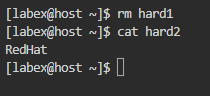 [labex@host ~]$ rm hard1
[labex@host ~]$ cat hard2
RedHat
[labex@host ~]$